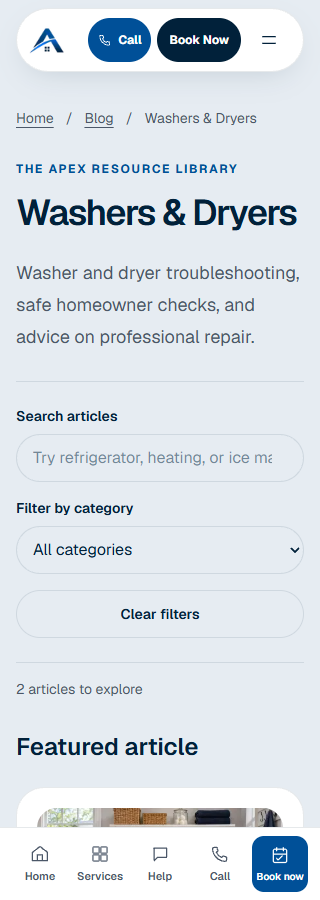 Call
Book Now
Home / Blog / Washers & Dryers
THE APEX RESOURCE LIBRARY
Washers & Dryers
Washer and dryer troubleshooting,
safe homeowner checks, and
advice on professional repair.
Search articles
Try refrigerator, heating, or ice
Filter by category
All categories
Clear filters
2 articles to explore
Featured article
Home
Services
Help
Call
Book now